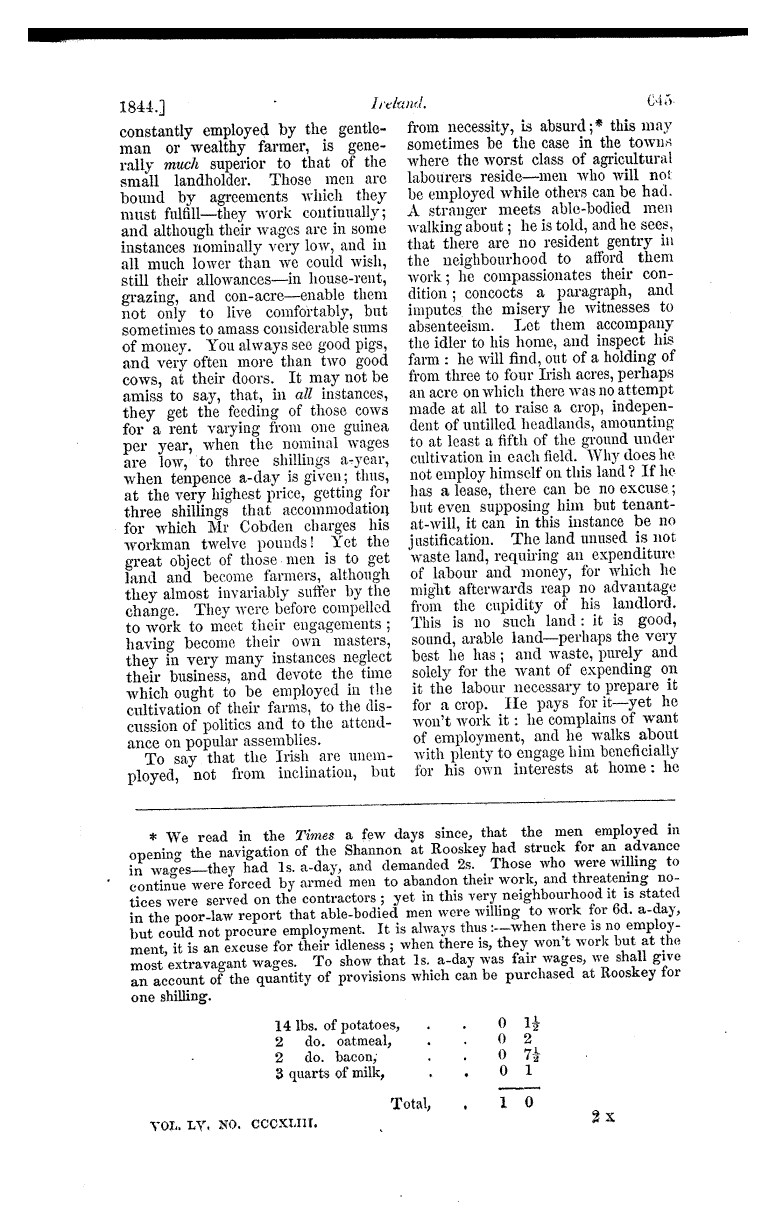 1844.] Ireland. 645
constantly employed by the gentle-
man or wealthy farmer, is gene-
rally much superior to that of the
small landholder. Those men are
bound by agreements which they
must fulfill—they work continually;
and although their wages are in some
instances nominally very low, and in
all much lower than we could wish,
still their allowances—in house-rent,
grazing, and con-acre—enable them
not only to live comfortably, but
sometimes to amass considerable sums
of money. You always see good pigs,
and very often more than two good
cows, at their doors. It may not be
amiss to say, that, in all instances,
they get the feeding of those cows
for a rent varying from one guinea
per year, when the nominal wages
are low, to three shillings a-year,
when tenpence a-day is given; thus,
at the very highest price, getting for
three shillings that accommodation
for which Mr Cobden charges his
workman twelve pounds! Yet the
great object of those men is to get
land and become farmers, although
they almost invariably suffer by the
change. They were before compelled
to work to meet their engagements;
having become their own masters,
they in very many instances neglect
their business, and devote the time
which ought to be employed in the
cultivation of their farms, to the dis-
cussion of politics and to the attend-
ance on popular assemblies.
To say that the Irish are unem-
ployed, not from inclination, but
from necessity, is absurd;* this may
sometimes be the case in the towns
where the worst class of agricultural
labourers reside—men who will not
be employed while others can be had.
A stranger meets able-bodied men
walking about; he is told, and he sees,
that there are no resident gentry in
the neighbourhood to afford them
work; he compassionates their con-
dition; concocts a paragraph, and
imputes the misery he witnesses to
absenteeism. Let them accompany
the idler to his home, and inspect his
farm: he will find, out of a holding of
from three to four Irish acres, perhaps
an acre on which there was no attempt
made at all to raise a crop, indepen-
dent of untilled headlands, amounting
to at least a fifth of the ground under
cultivation in each field. Why does he
not employ himself on this land? If he
has a lease, there can be no excuse;
but even supposing him but tenant-
at-will, it can in this instance be no
justification. The land unused is not
waste land, requiring an expenditure
of labour and money, for which he
might afterwards reap no advantage
from the cupidity of his landlord.
This is no such land: it is good,
sound, arable land—perhaps the very
best he has; and waste, purely and
solely for the want of expending on
it the labour necessary to prepare it
for a crop. He pays for it—yet he
won't work it: he complains of want
of employment, and he walks about
with plenty to engage him beneficially
for his own interests at home: he
* We read in the Times a few days since, that the men employed in
opening the navigation of the Shannon at Rooskey had struck for an advance
in wages—they had 1s. a-day, and demanded 2s. Those who were willing to
continue were forced by armed men to abandon their work, and threatening no-
tices were served on the contractors; yet in this very neighbourhood it is stated
in the poor-law report that able-bodied men were willing to work for 6d. a-day,
but could not procure employment. It is always thus:—when there is no employ-
ment, it is an excuse for their idleness; when there is, they won't work but at the
most extravagant wages. To show that 1s. a-day was fair wages, we shall give
an account of the quantity of provisions which can be purchased at Rooskey for
one shilling.
14 lbs. of potatoes, . . 0 1½
2 do. oatmeal, . . 0 2
2 do. bacon, . . 0 7½
3 quarts of milk, . . 0 1
Total, . 1 0
VOL. LV. NO. CCCXLIII. 2 X